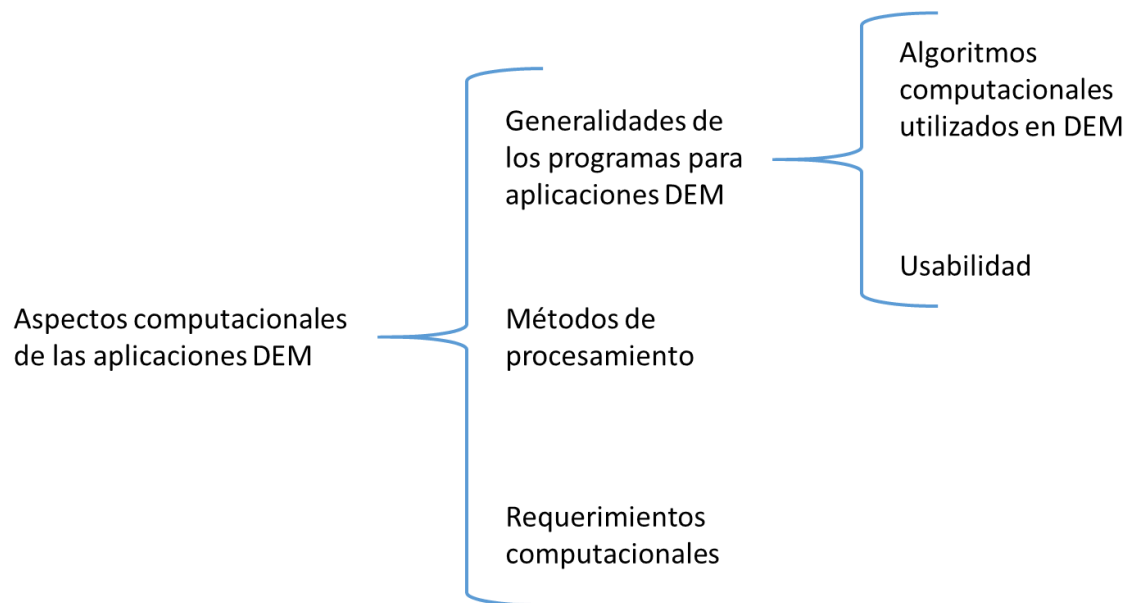 Aspectos computacionales
de las aplicaciones DEM
Generalidades de
los programas para
aplicaciones DEM
Algoritmos
computacionales
utilizados en DEM
Usabilidad
Métodos de
procesamiento
Requerimientos
computacionales